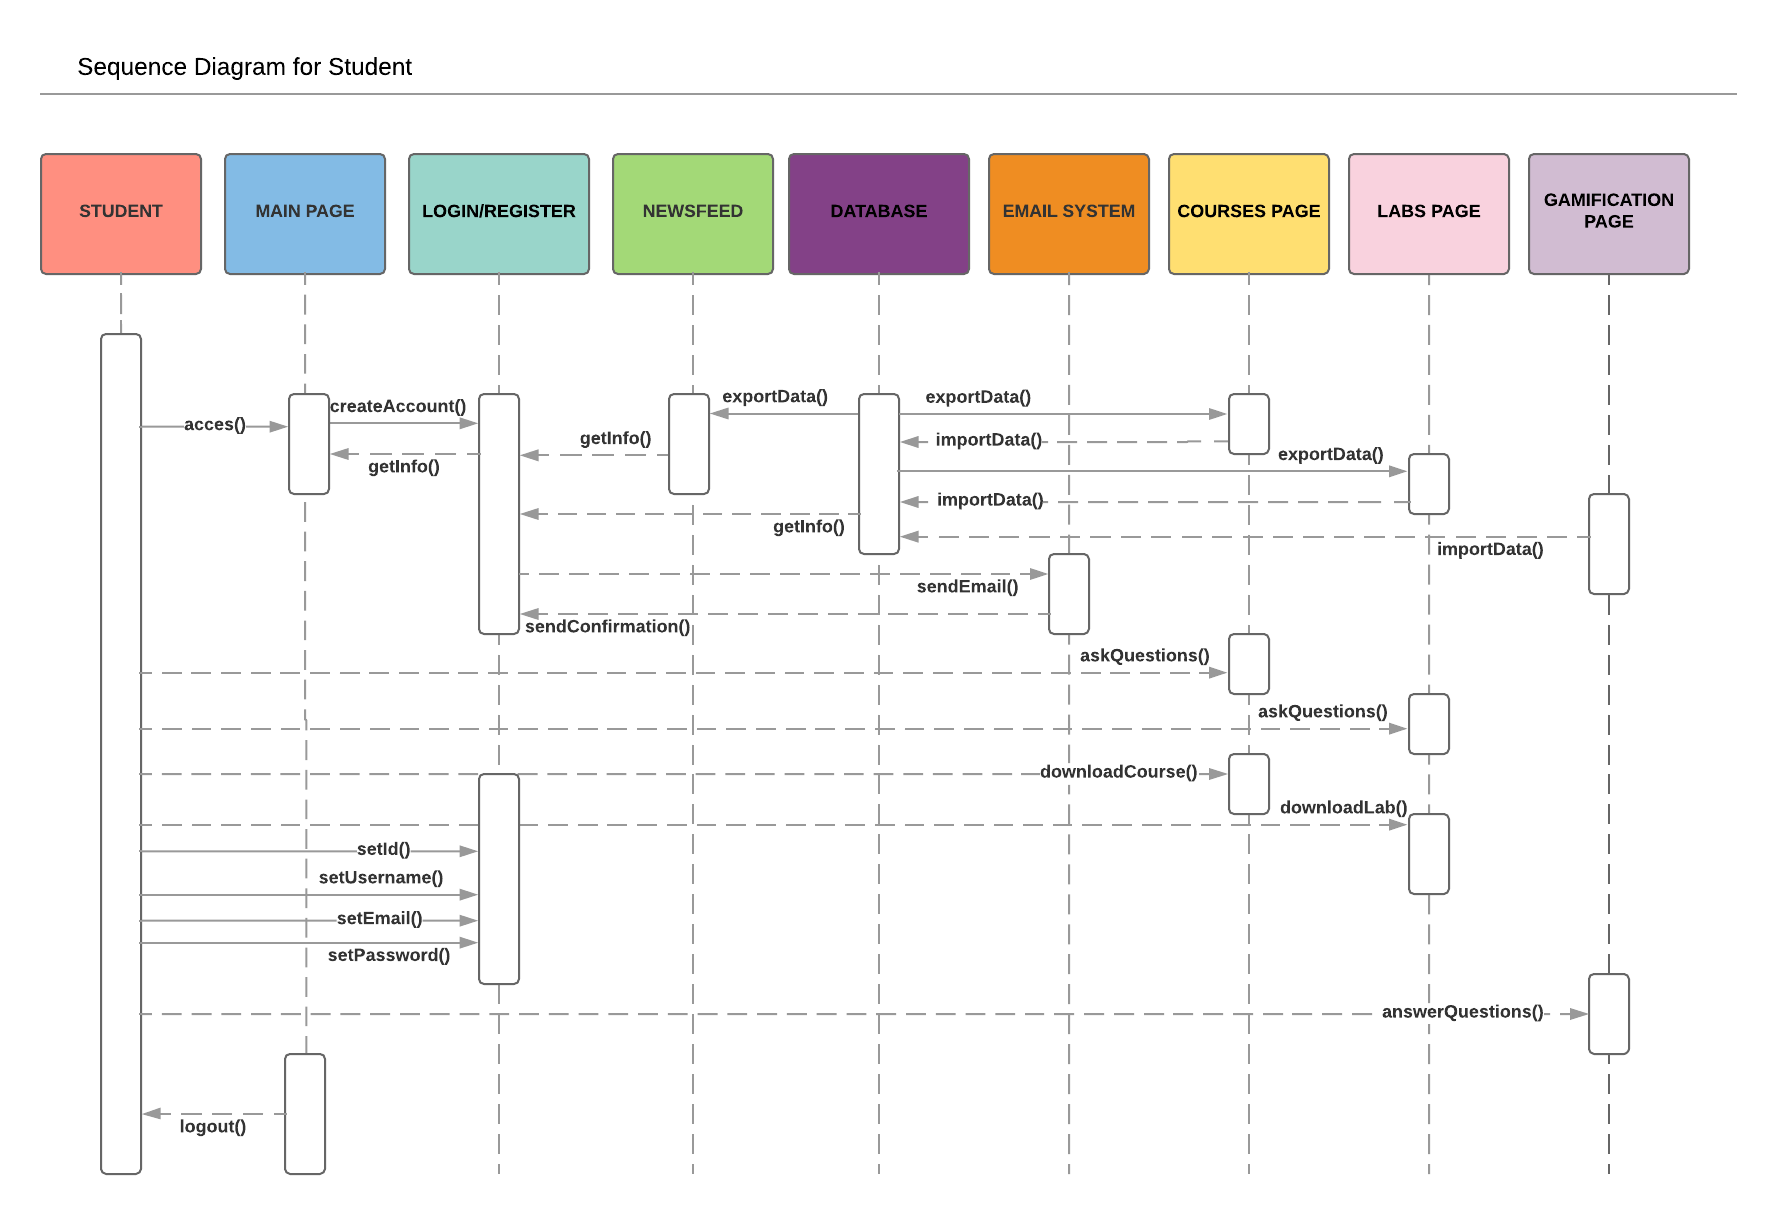 Sequence Diagram for Student
STUDENT
MAIN PAGE
LOGIN/REGISTER
NEWSFEED
DATABASE
EMAIL SYSTEM
COURSES PAGE
LABS PAGE
GAMIFICATION
PAGE
exportData()
exportData()
createAccount()
acces()
getInfo()
importData()
exportData()
getInfo()
importData()
getInfo()
importData()
sendEmail()
sendConfirmation()
askQuestions()
askQuestions()
downloadCourse()
downloadLab()
setId()
setUsername()
setEmail()
setPassword()
answerQuestions()
logout()